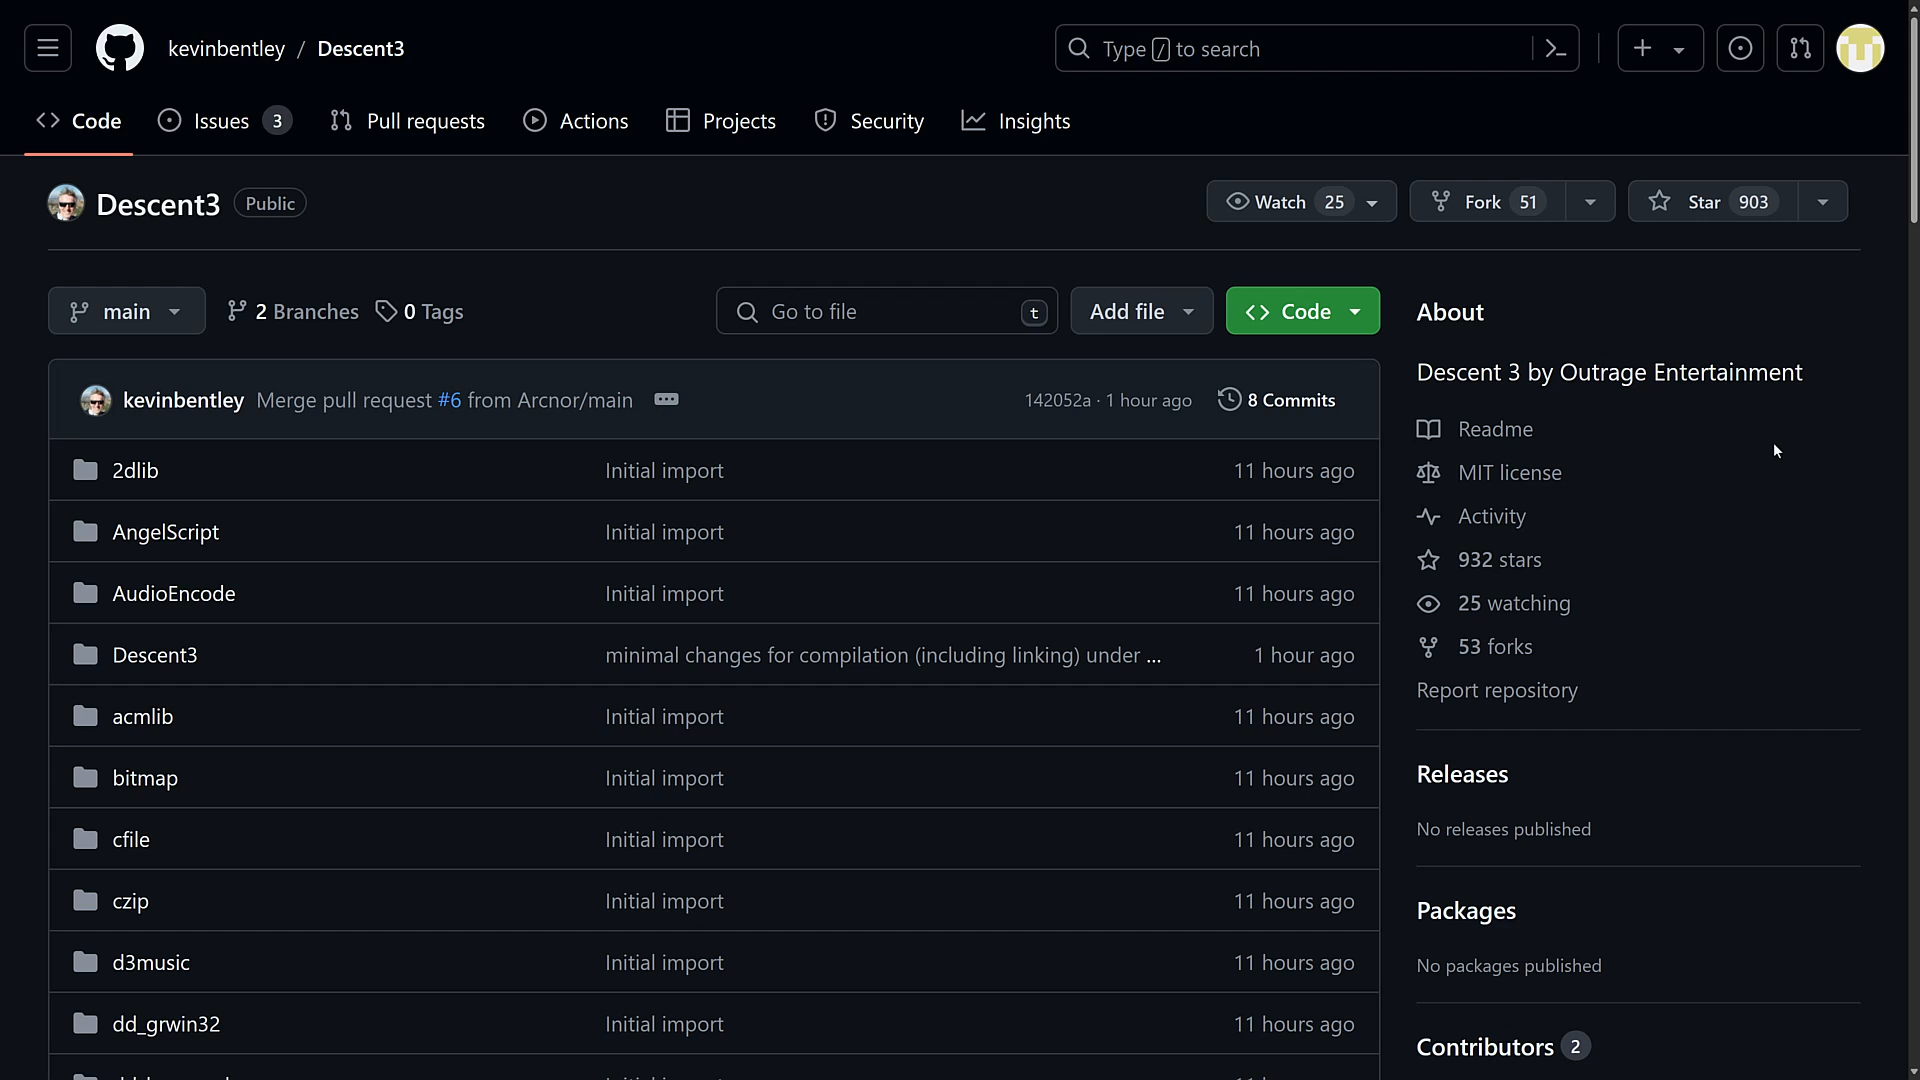 kevinbentley / Descent3
Type / to search
Code
Issues 3
Pull requests
Actions
Projects
Security
Insights
Descent3 Public
Watch 25
Fork 51
Star 903
main
2 Branches
0 Tags
Go to file t
Add file
Code
kevinbentley Merge pull request #6 from Arcnor/main
142052a · 1 hour ago
8 Commits
2dlib Initial import 11 hours ago
AngelScript Initial import 11 hours ago
AudioEncode Initial import 11 hours ago
Descent3 minimal changes for compilation (including linking) under ... 1 hour ago
acmlib Initial import 11 hours ago
bitmap Initial import 11 hours ago
cfile Initial import 11 hours ago
czip Initial import 11 hours ago
d3music Initial import 11 hours ago
dd_grwin32 Initial import 11 hours ago
About
Descent 3 by Outrage Entertainment
Readme
MIT license
Activity
932 stars
25 watching
53 forks
Report repository
Releases
No releases published
Packages
No packages published
Contributors 2